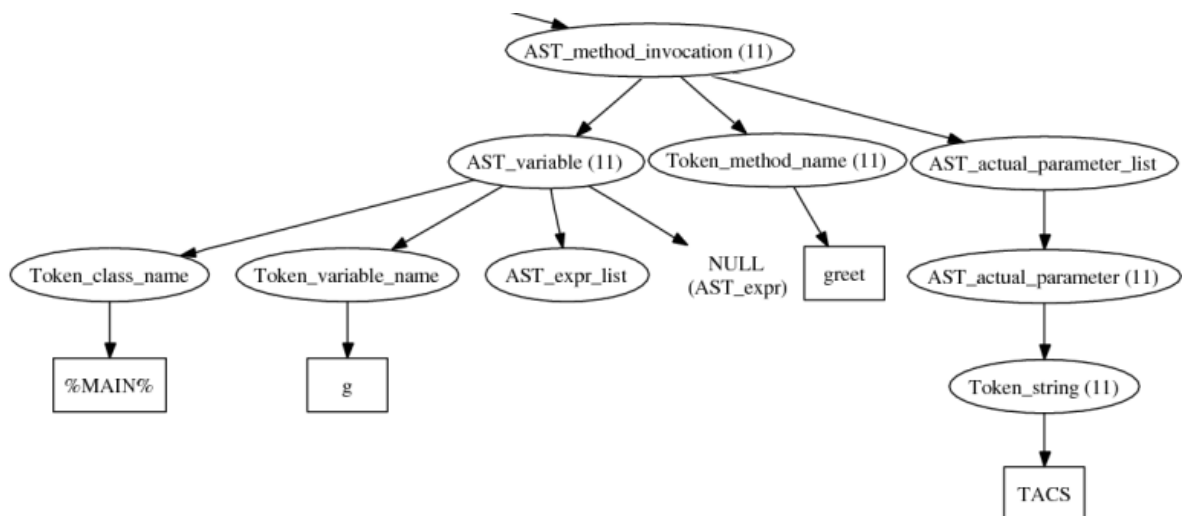 AST_method_invocation (11)
AST_variable (11)
Token_method_name (11)
AST_actual_parameter_list
Token_class_name
Token_variable_name
AST_expr_list
NULL
(AST_expr)
greet
AST_actual_parameter (11)
%MAIN%
g
Token_string (11)
TACS